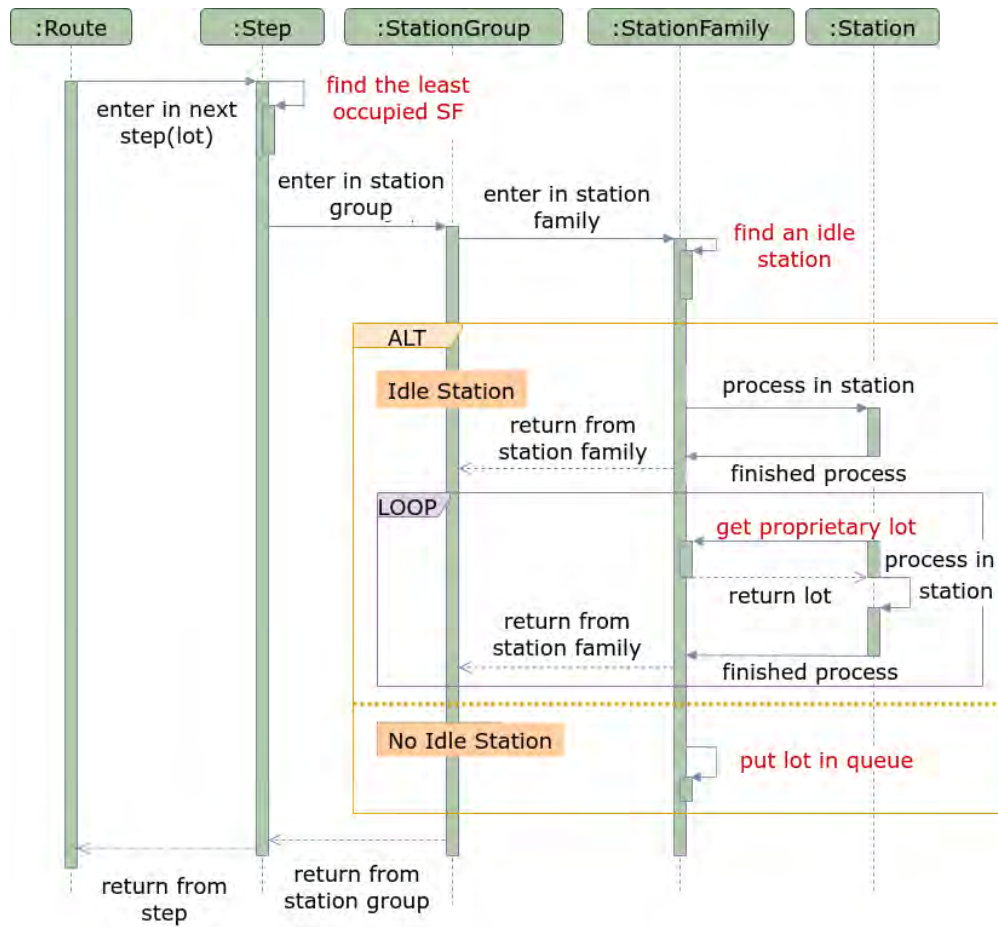 :Route
:Step
:StationGroup
:StationFamily
:Station
find the least
occupied SF
enter in next
step(lot)
enter in station
group
enter in station
family
find an idle
station
ALT
Idle Station
process in station
return from
station family
finished process
LOOP
get proprietary lot
process in
station
return lot
return from
station family
finished process
No Idle Station
put lot in queue
return from
station group
return from
step